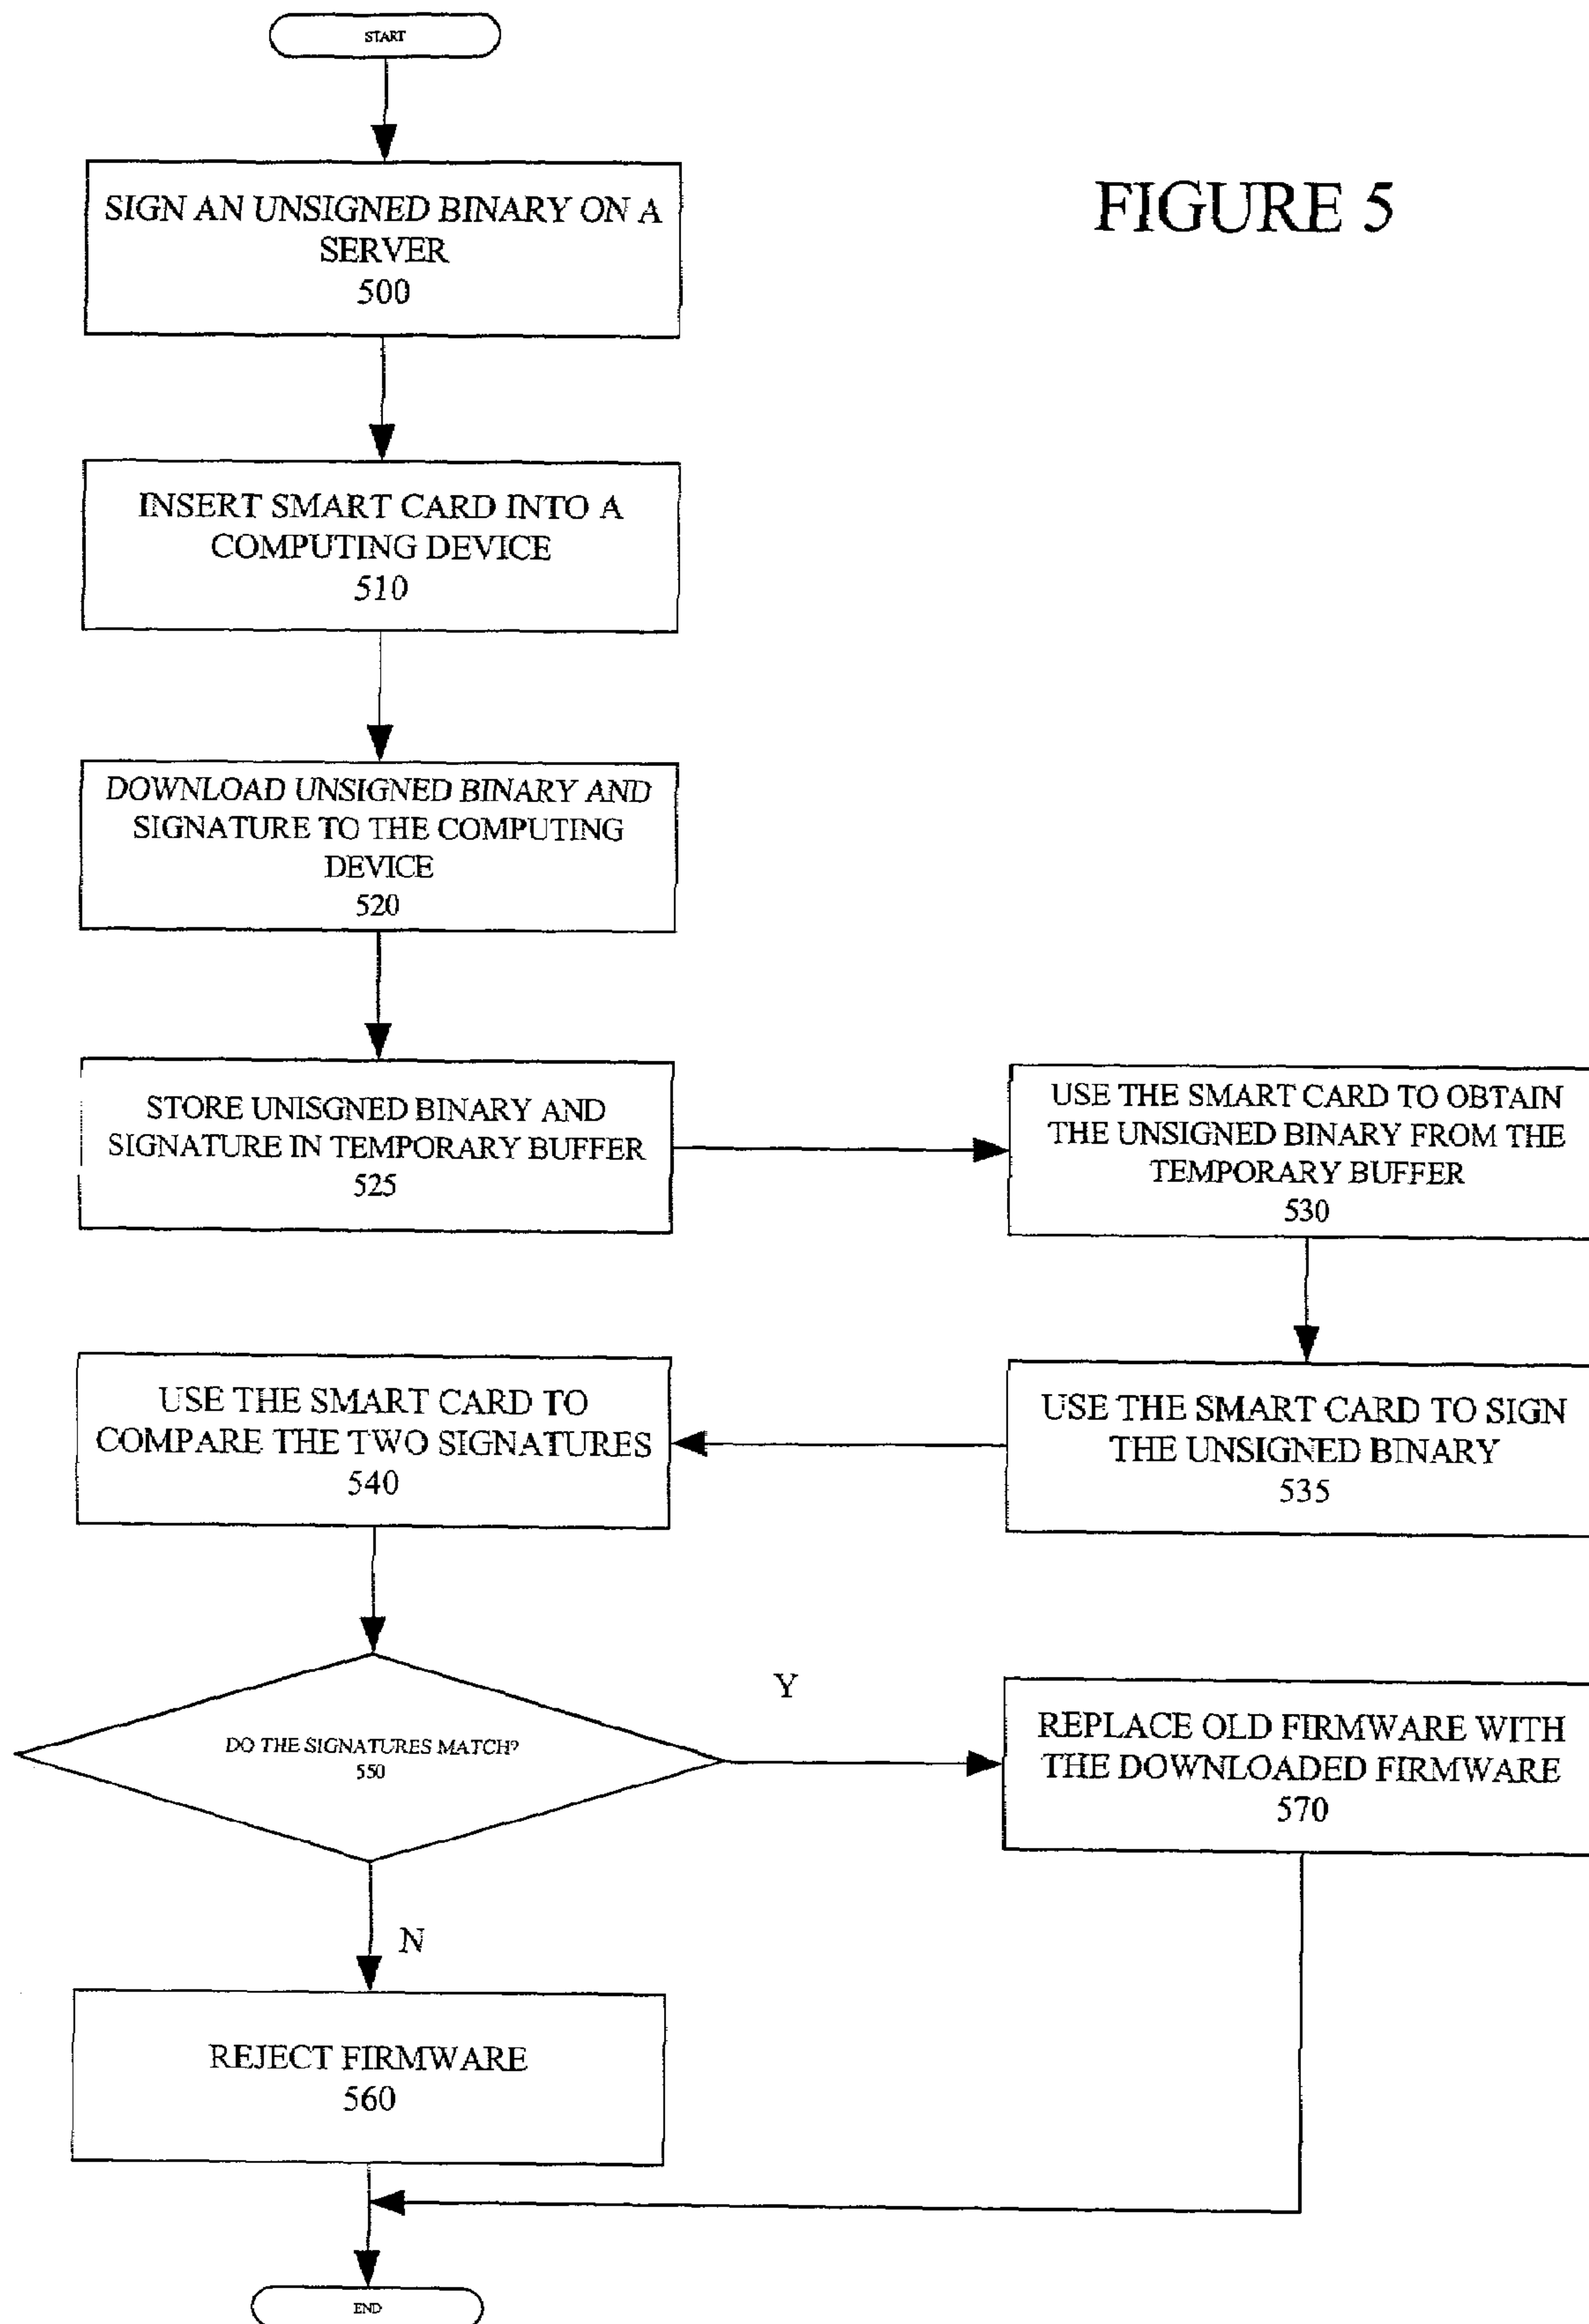 START
FIGURE 5
SIGN AN UNSIGNED BINARY ON A
SERVER
500
INSERT SMART CARD INTO A
COMPUTING DEVICE
510
DOWNLOAD UNSIGNED BINARY AND
SIGNATURE TO THE COMPUTING
DEVICE
520
STORE UNISGNED BINARY AND
SIGNATURE IN TEMPORARY BUFFER
525
USE THE SMART CARD TO OBTAIN
THE UNSIGNED BINARY FROM THE
TEMPORARY BUFFER
530
USE THE SMART CARD TO SIGN
THE UNSIGNED BINARY
535
USE THE SMART CARD TO
COMPARE THE TWO SIGNATURES
540
DO THE SIGNATURES MATCH?
550
Y
REPLACE OLD FIRMWARE WITH
THE DOWNLOADED FIRMWARE
570
N
REJECT FIRMWARE
560
END